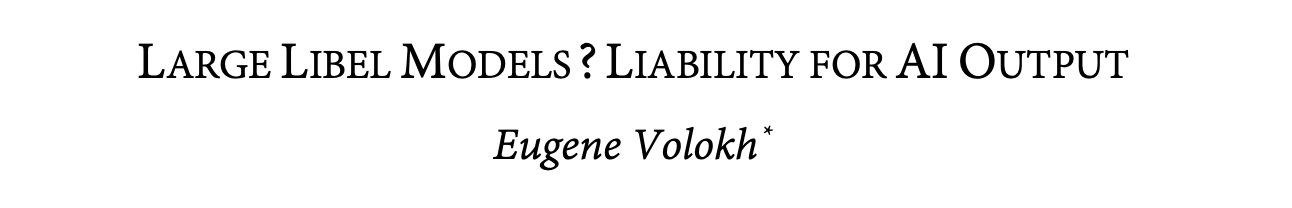 LARGE LIBEL MODELS? LIABILITY FOR AI OUTPUT
Eugene Volokh*